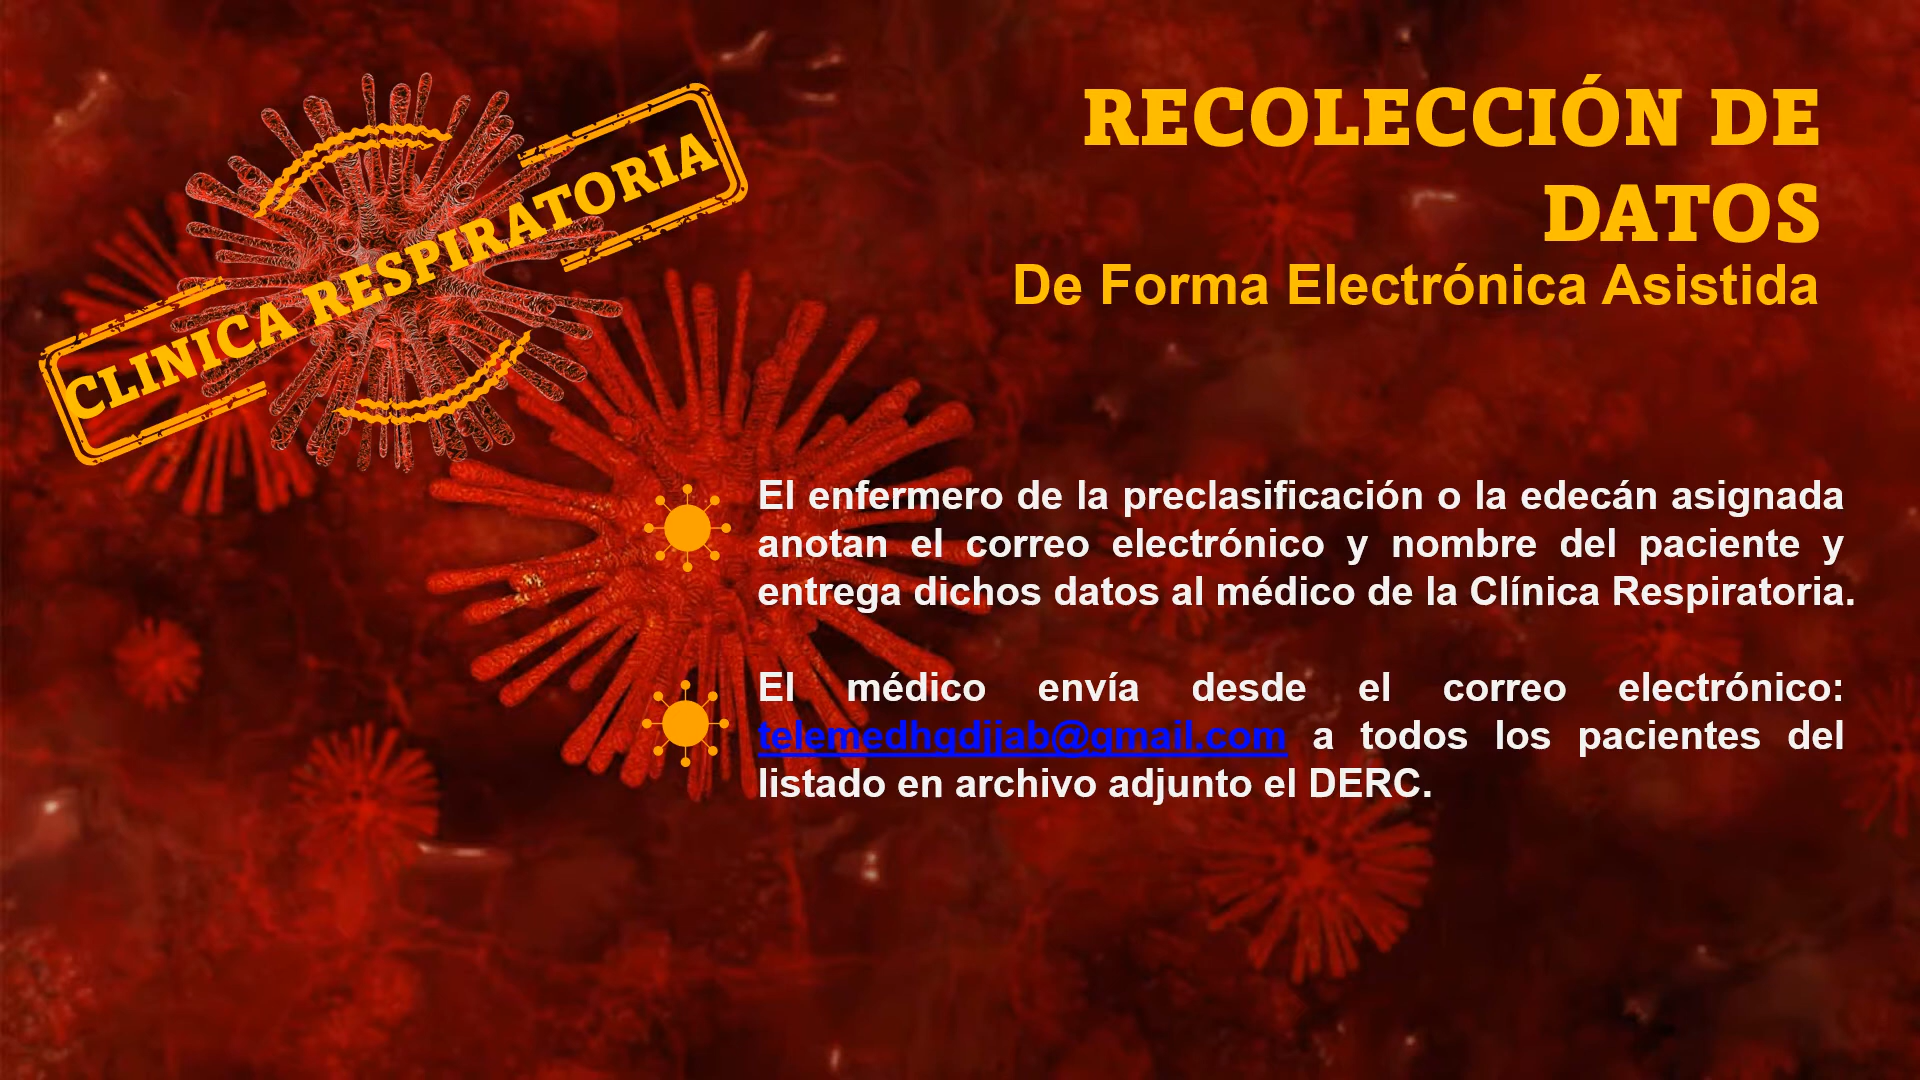 CLINICA RESPIRATORIA
RECOLECCIÓN DE
DATOS
De Forma Electrónica Asistida
El enfermero de la preclasificación o la edecán asignada
anotan el correo electrónico y nombre del paciente y
entrega dichos datos al médico de la Clínica Respiratoria.
El médico envía desde el correo electrónico:
telemedhgdjjab@gmail.com a todos los pacientes del
listado en archivo adjunto el DERC.